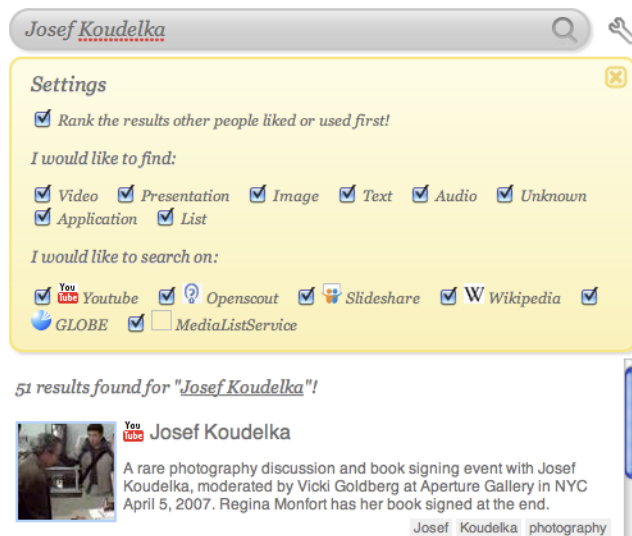 Josef Koudelka
Settings
Rank the results other people liked or used first!
I would like to find:
Video Presentation Image Text Audio Unknown
Application List
I would like to search on:
You Tube Youtube Openscout Slideshare W Wikipedia
GLOBE MediaListService
51 results found for "Josef Koudelka"!
You Tube Josef Koudelka
A rare photography discussion and book signing event with Josef
Koudelka, moderated by Vicki Goldberg at Aperture Gallery in NYC
April 5, 2007. Regina Monfort has her book signed at the end.
Josef Koudelka photography